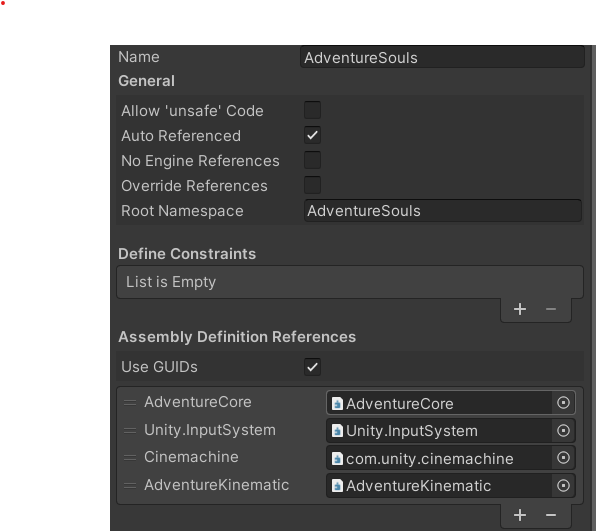 Name AdventureSouls
General
Allow 'unsafe' Code
Auto Referenced
No Engine References
Override References
Root Namespace AdventureSouls
Define Constraints
List is Empty
Assembly Definition References
Use GUIDs
AdventureCore AdventureCore
Unity.InputSystem Unity.InputSystem
Cinemachine com.unity.cinemachine
AdventureKinematic AdventureKinematic